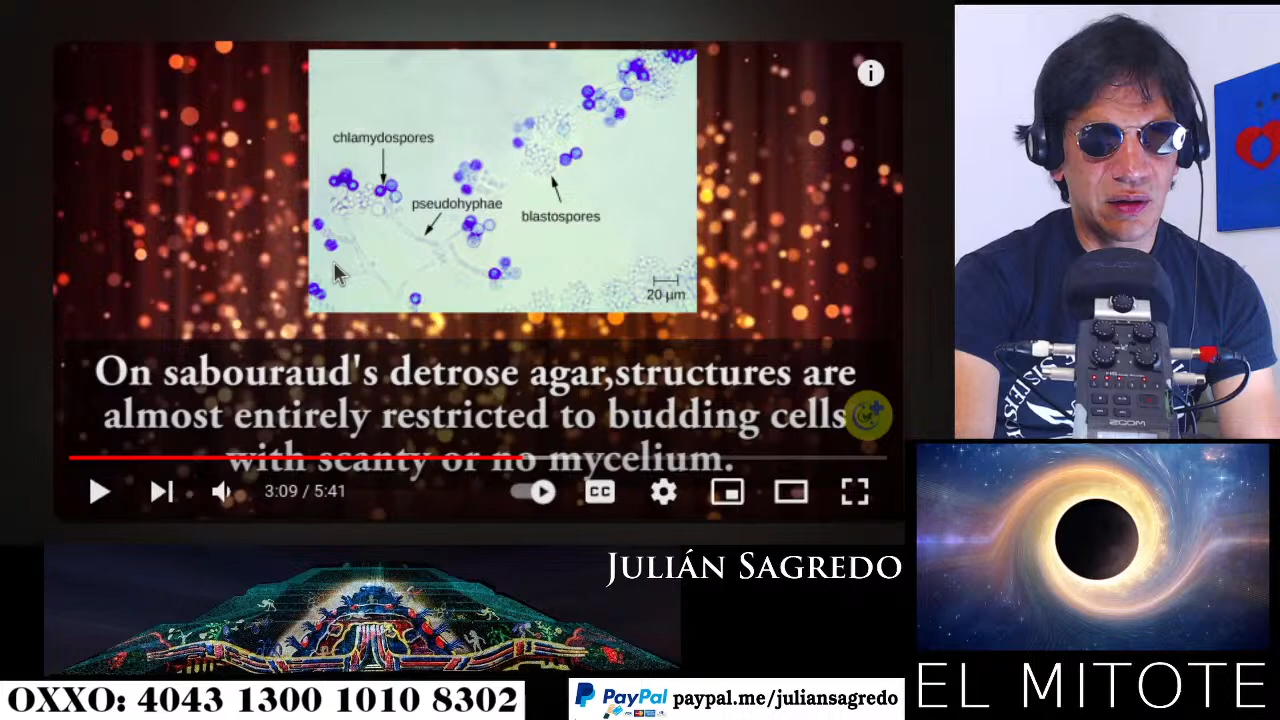 chlamydospores
pseudohyphae
blastospores
20 µm
i
On sabouraud's detrose agar,structures are
almost entirely restricted to budding cells
with scanty or no mycelium.
3:09 / 5:41
CC
ZOOM
JULIÁN SAGREDO
EL MITOTE
OXXO: 4043 1300 1010 8302
PayPal paypal.me/juliansagredo